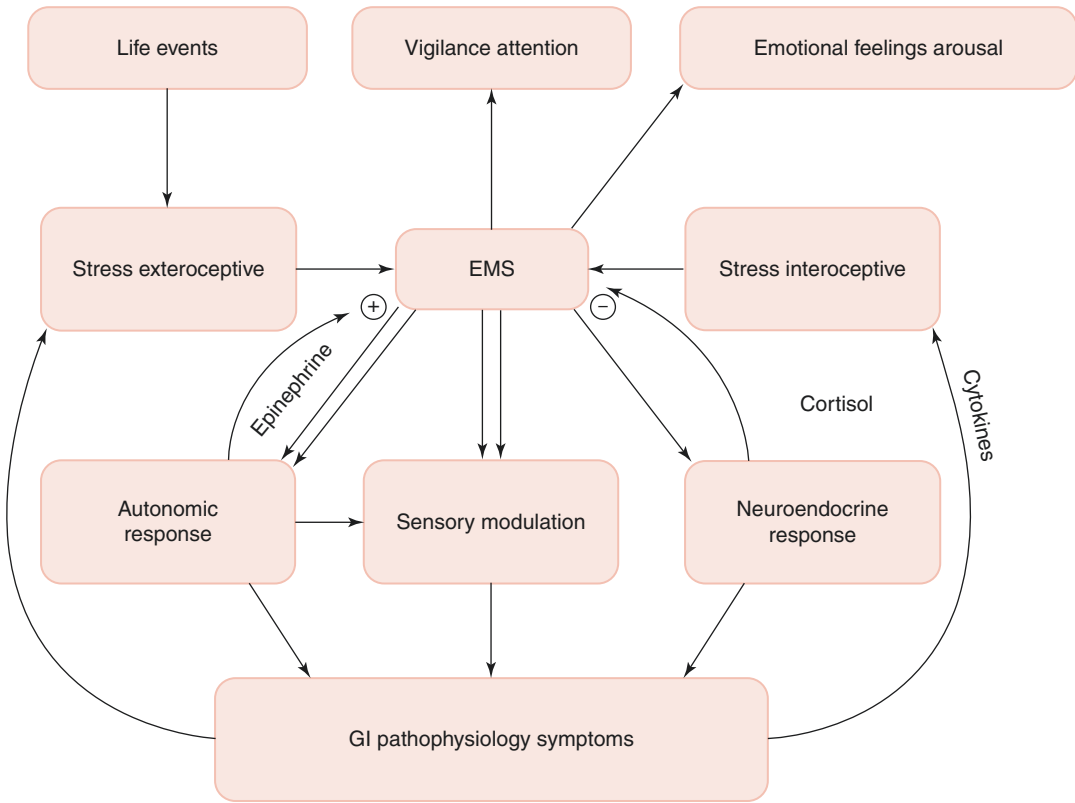 Life events
Vigilance attention
Emotional feelings arousal
Stress exteroceptive
EMS
Stress interoceptive
+
−
Epinephrine
Cortisol
Cytokines
Autonomic
response
Sensory modulation
Neuroendocrine
response
GI pathophysiology symptoms